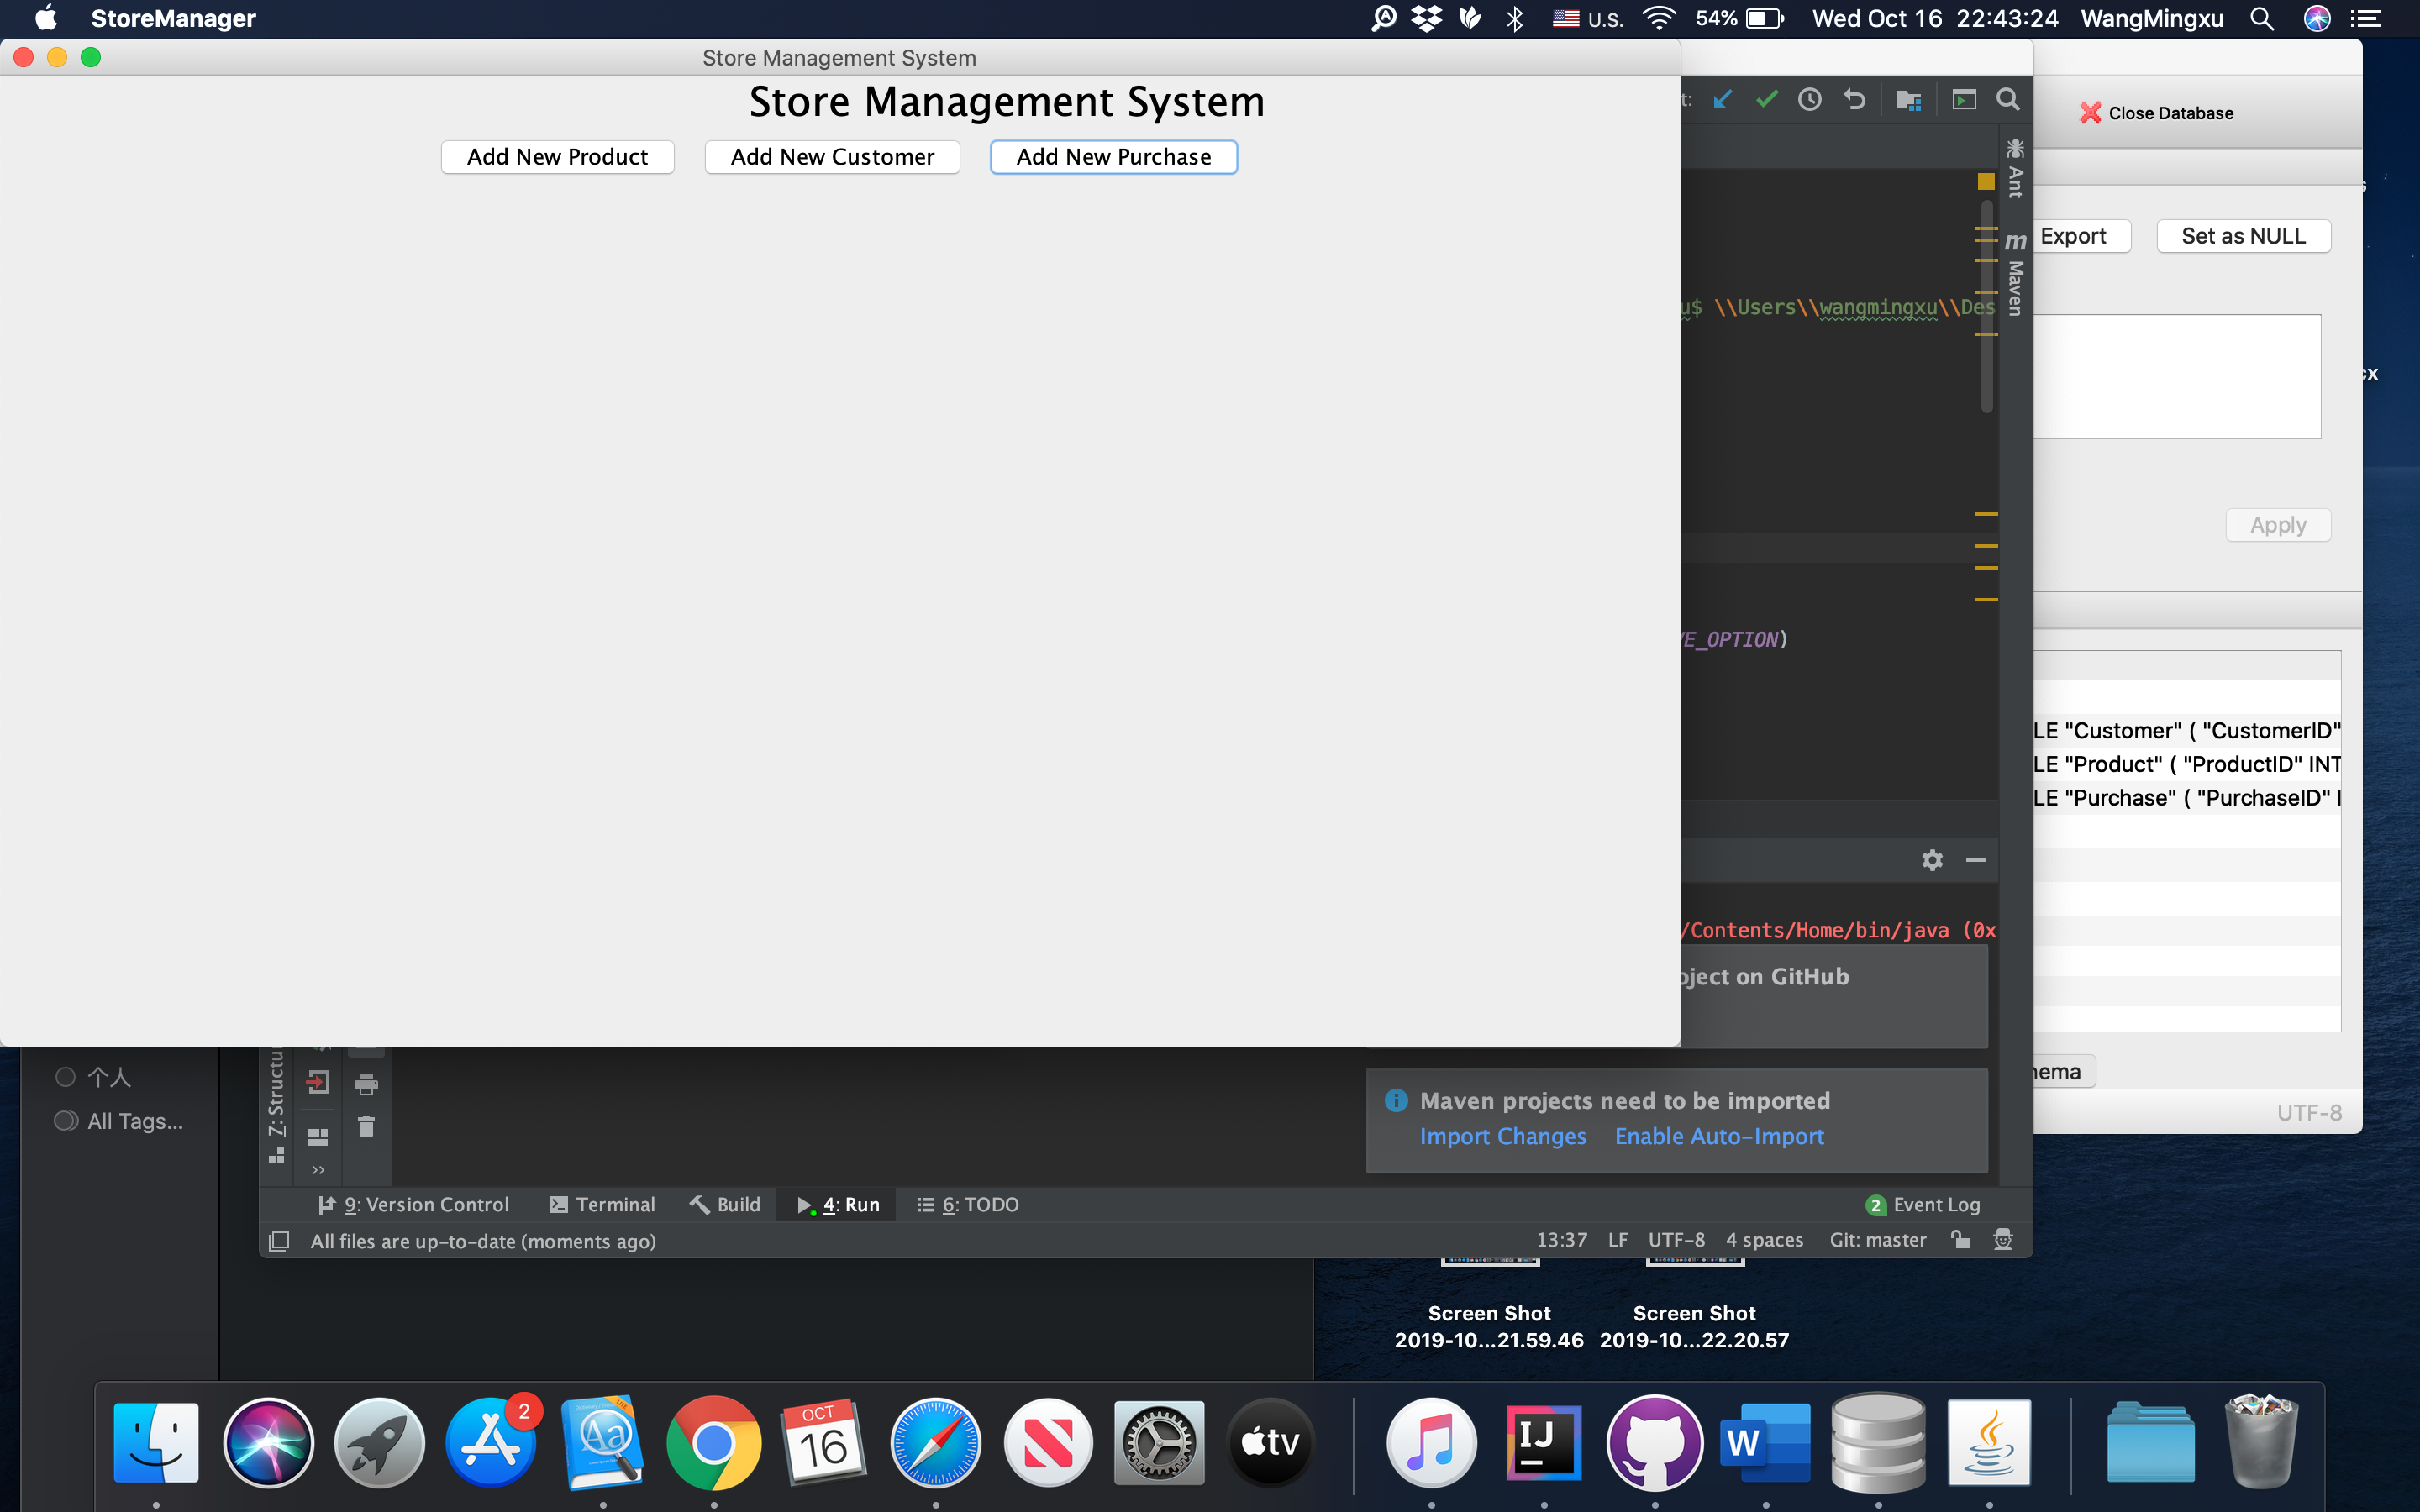 StoreManager
U.S.
54%
Wed Oct 16 22:43:24
WangMingxu
Store Management System
Store Management System
Add New Product
Add New Customer
Add New Purchase
t:
Close Database
Ant
Maven
Export
Set as NULL
u$ \\Users\\wangmingxu\\Des
cx
Apply
VE_OPTION)
LE "Customer" ( "CustomerID"
LE "Product" ( "ProductID" INT
LE "Purchase" ( "PurchaseID" I
/Contents/Home/bin/java (0x
oject on GitHub
hema
UTF-8
个人
All Tags...
Z: Structu
Maven projects need to be imported
Import Changes Enable Auto-Import
9: Version Control
Terminal
Build
4: Run
6: TODO
2 Event Log
All files are up-to-date (moments ago)
13:37 LF UTF-8 4 spaces Git: master
Screen Shot
2019-10...21.59.46
Screen Shot
2019-10...22.20.57
2
Aa
OCT
16
tv
IJ
W